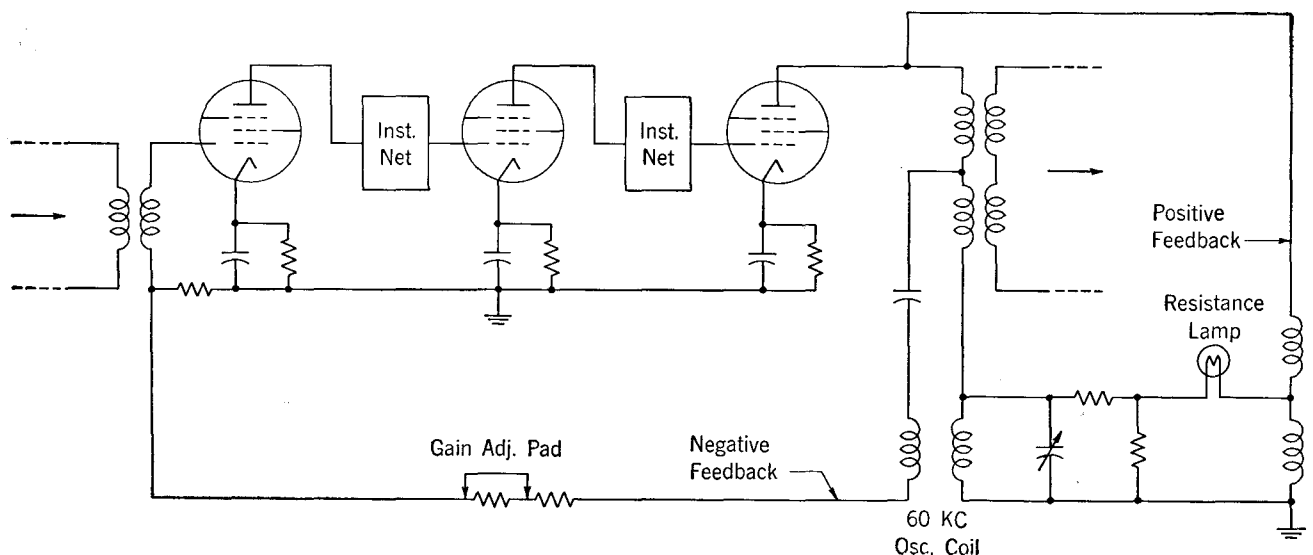 Inst.
Net
Inst.
Net
Positive
Feedback
Resistance
Lamp
Gain Adj. Pad
Negative
Feedback
60 KC
Osc. Coil